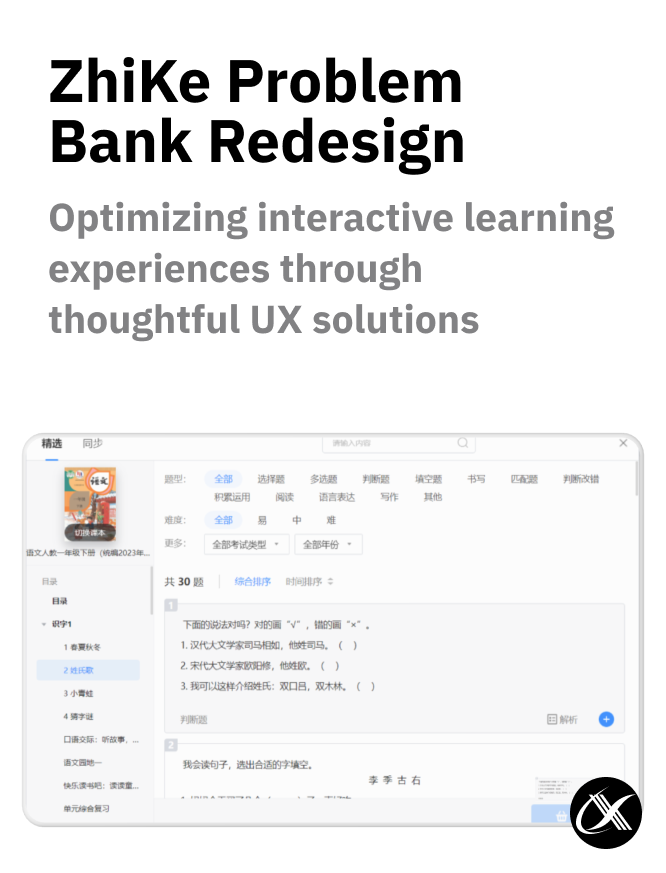 ZhiKe Problem
Bank Redesign
Optimizing interactive learning
experiences through
thoughtful UX solutions
精选 同步
请输入内容
语文
切换课本
语文人教一年级下册（统编2023年...
目录
目录
识字1
1 春夏秋冬
2 姓氏歌
3 小青蛙
4 猜字谜
口语交际：听故事，...
语文园地一
快乐读书吧：读读童...
单元综合复习
题型： 全部 选择题 多选题 判断题 填空题 书写 匹配题 判断改错
积累运用 阅读 语言表达 写作 其他
难度： 全部 易 中 难
更多： 全部考试类型 全部年份
共 30 题 综合排序 时间排序
1
下面的说法对吗？对的画“√”，错的画“×”。
1. 汉代大文学家司马相如，他姓司马。（ ）
2. 宋代大文学家欧阳修，他姓欧。（ ）
3. 我可以这样介绍姓氏：双口吕，双木林。（ ）
判断题 解析
2
我会读句子，选出合适的字填空。
李 季 古 右